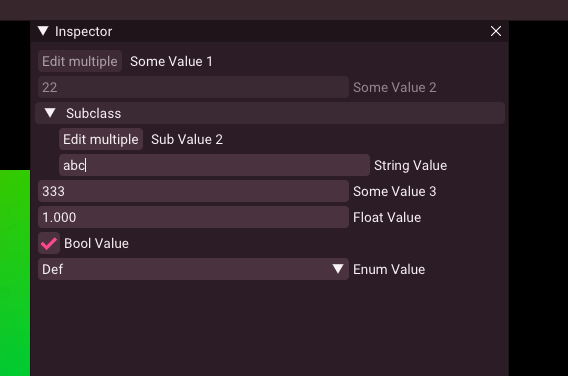 Inspector
Edit multiple Some Value 1
22 Some Value 2
Subclass
Edit multiple Sub Value 2
abc String Value
333 Some Value 3
1.000 Float Value
Bool Value
Def Enum Value